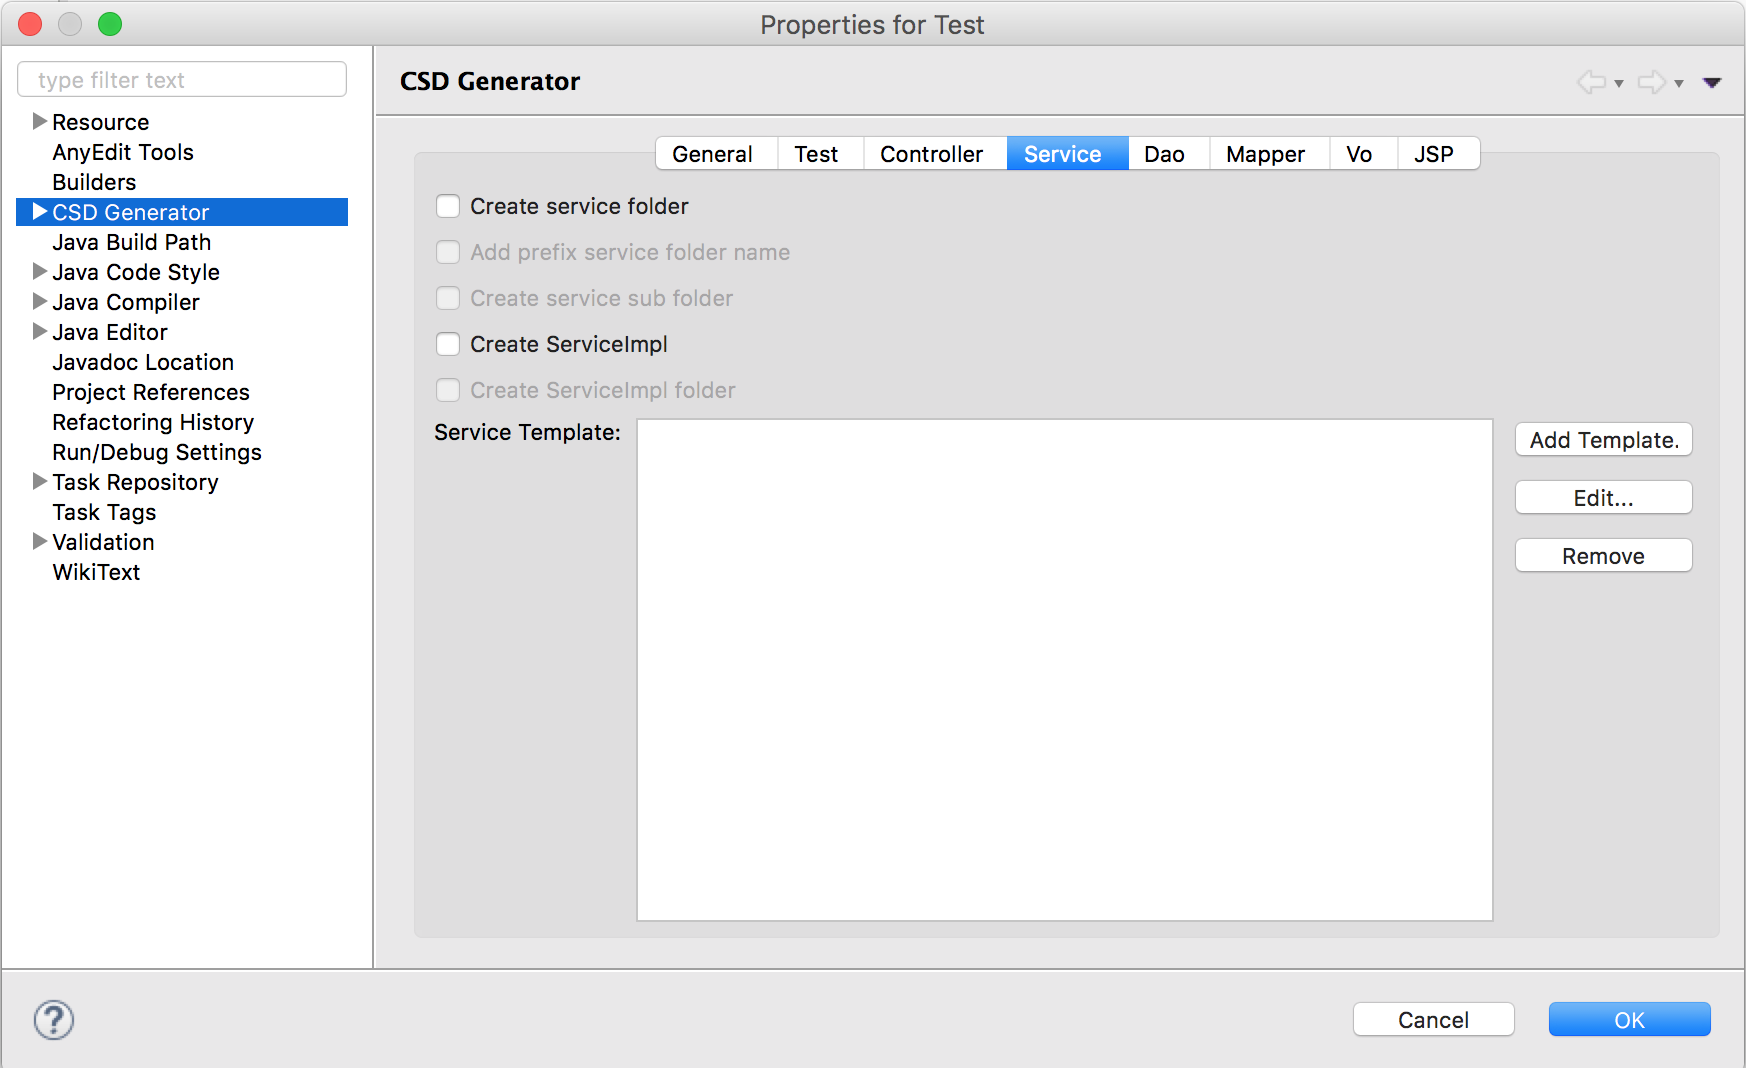 Properties for Test
type filter text
Resource
AnyEdit Tools
Builders
CSD Generator
Java Build Path
Java Code Style
Java Compiler
Java Editor
Javadoc Location
Project References
Refactoring History
Run/Debug Settings
Task Repository
Task Tags
Validation
WikiText
CSD Generator
General Test Controller Service Dao Mapper Vo JSP
Create service folder
Add prefix service folder name
Create service sub folder
Create ServiceImpl
Create ServiceImpl folder
Service Template:
Add Template.
Edit...
Remove
?
Cancel OK